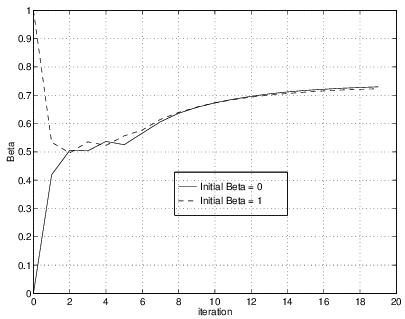 1
0.9
0.8
0.7
0.6
0.5
0.4
0.3
0.2
0.1
0
Beta
Initial Beta = 0
Initial Beta = 1
0 2 4 6 8 10 12 14 16 18 20
iteration